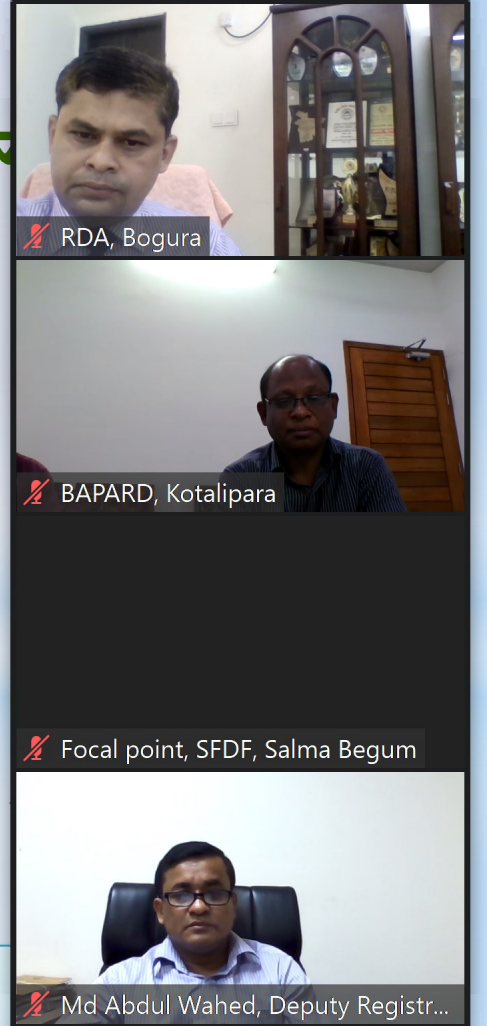 RDA, Bogura
BAPARD, Kotalipara
Focal point, SFDF, Salma Begum
Md Abdul Wahed, Deputy Registr...